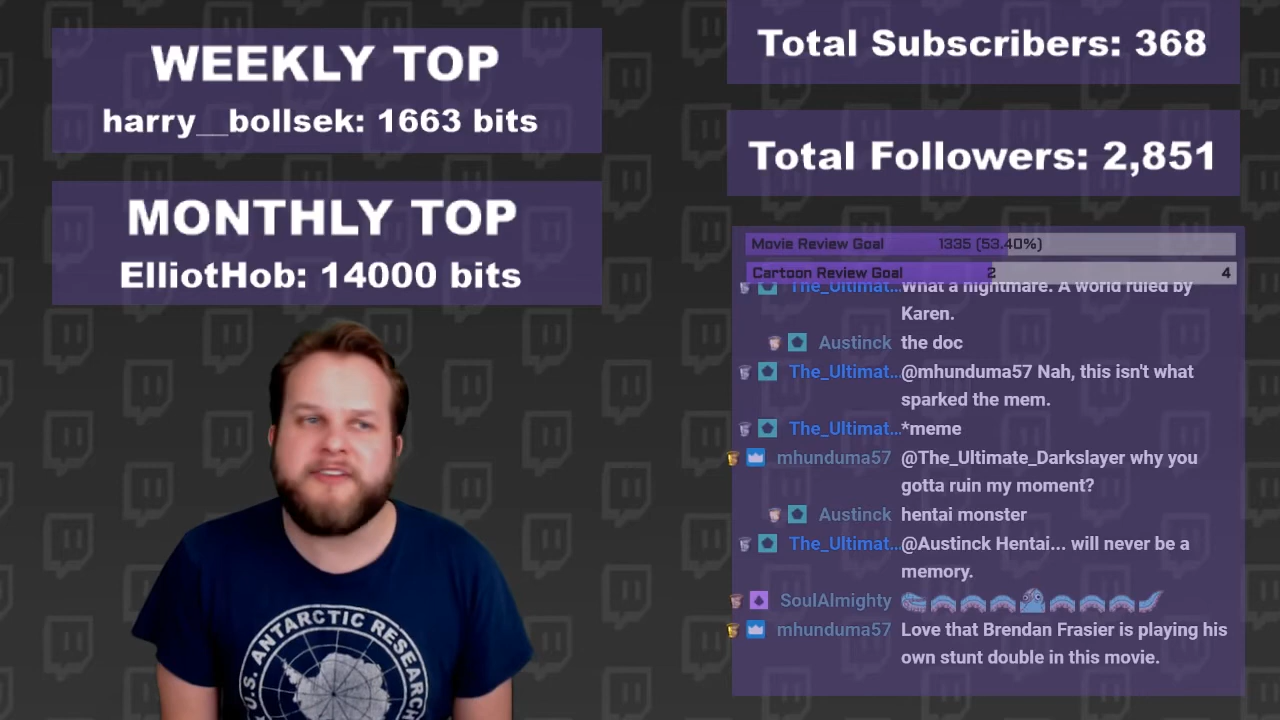 WEEKLY TOP
harry__bollsek: 1663 bits
MONTHLY TOP
ElliotHob: 14000 bits
Total Subscribers: 368
Total Followers: 2,851
Movie Review Goal 1335 (53.40%)
Cartoon Review Goal 2 4
The_Ultimat... What a nightmare. A world ruled by
Karen.
Austinck the doc
The_Ultimat... @mhunduma57 Nah, this isn't what
sparked the mem.
The_Ultimat... *meme
mhunduma57 @The_Ultimate_Darkslayer why you
gotta ruin my moment?
Austinck hentai monster
The_Ultimat... @Austinck Hentai... will never be a
memory.
SoulAlmighty
mhunduma57 Love that Brendan Frasier is playing his
own stunt double in this movie.
U.S. ANTARCTIC RESEARCH